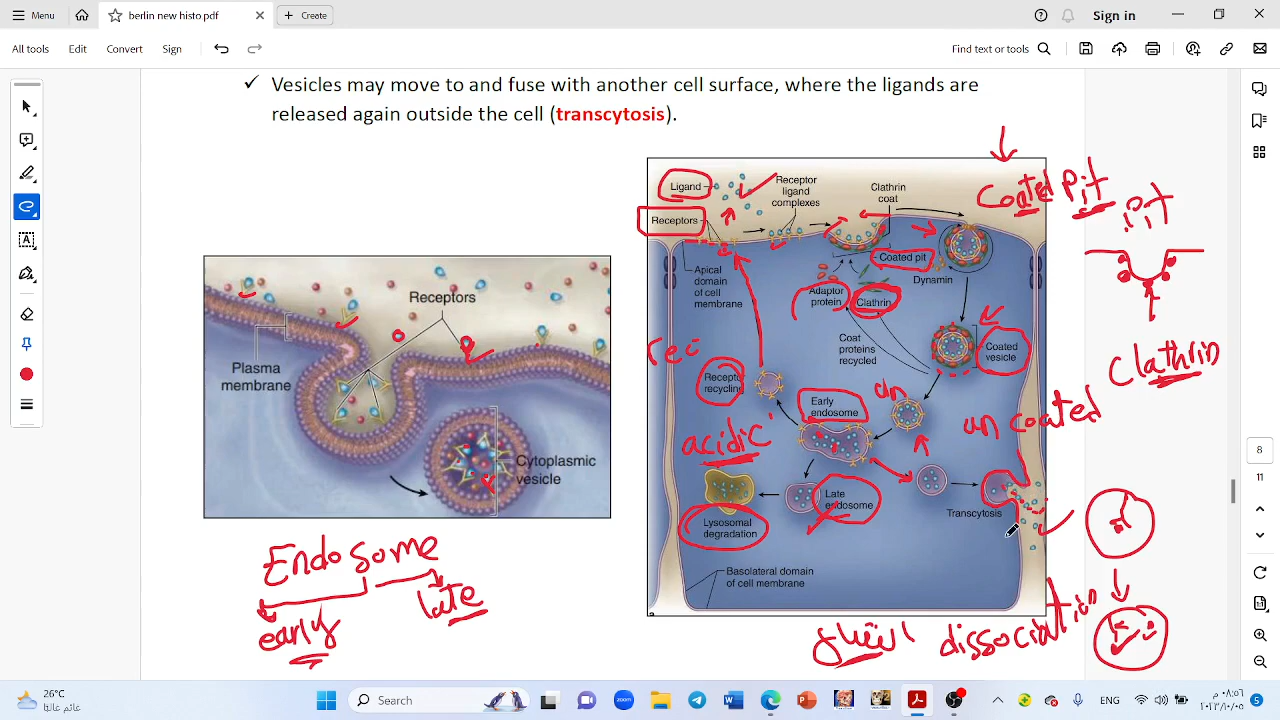 Menu
berlin new histo pdf
Create
Sign in
All tools
Edit
Convert
Sign
Find text or tools
✓ Vesicles may move to and fuse with another cell surface, where the ligands are
released again outside the cell (transcytosis).
Receptors
Plasma
membrane
Cytoplasmic
vesicle
Endosome
early
late
Ligand
Receptor
ligand
complexes
Clathrin
coat
Receptors
Apical
domain
of cell
membrane
Coated pit
Dynamin
Adaptor
protein
Clathrin
Coat
proteins
recycled
Coated
vesicle
rec
Receptor
recycling
Early
endosome
un
acidic
Late
endosome
Transcytosis
Lysosomal
degradation
Basolateral domain
of cell membrane
Coated Pit
Pit
Clathrin
un coated
dissociation
8
11
26°C
Search
ENG